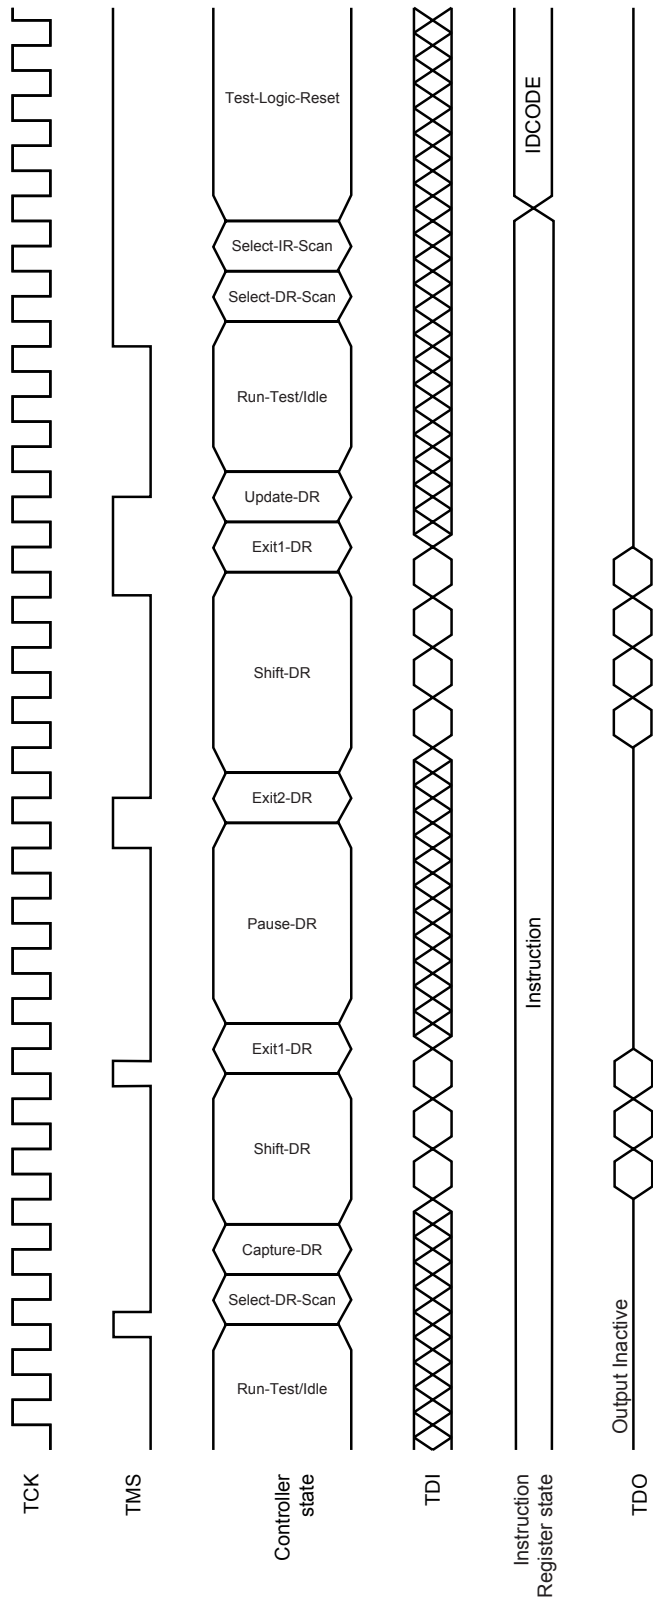 Test-Logic-Reset
Select-IR-Scan
Select-DR-Scan
Run-Test/Idle
Update-DR
Exit1-DR
Shift-DR
Exit2-DR
Pause-DR
Exit1-DR
Shift-DR
Capture-DR
Select-DR-Scan
Run-Test/Idle
IDCODE
Instruction
Output Inactive
TCK
TMS
Controller
state
TDI
Instruction
Register state
TDO